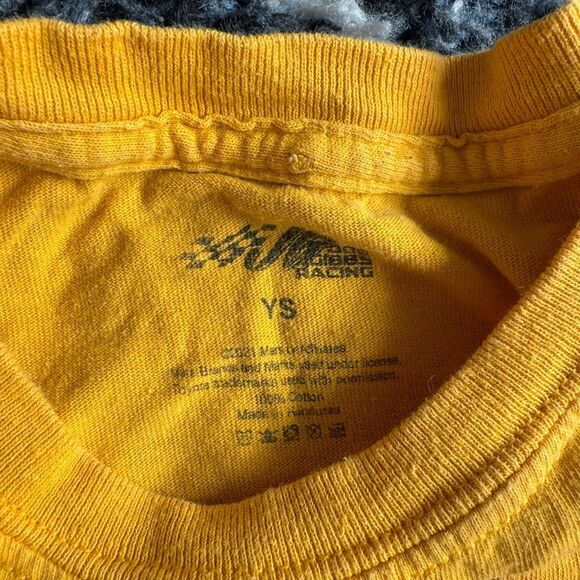 JOE
GIBBS
RACING
YS
©2021 Mars or Affiliates
Mars Brands and Marks used under license.
Toyota trademarks used with permission.
100% Cotton
Made in Honduras